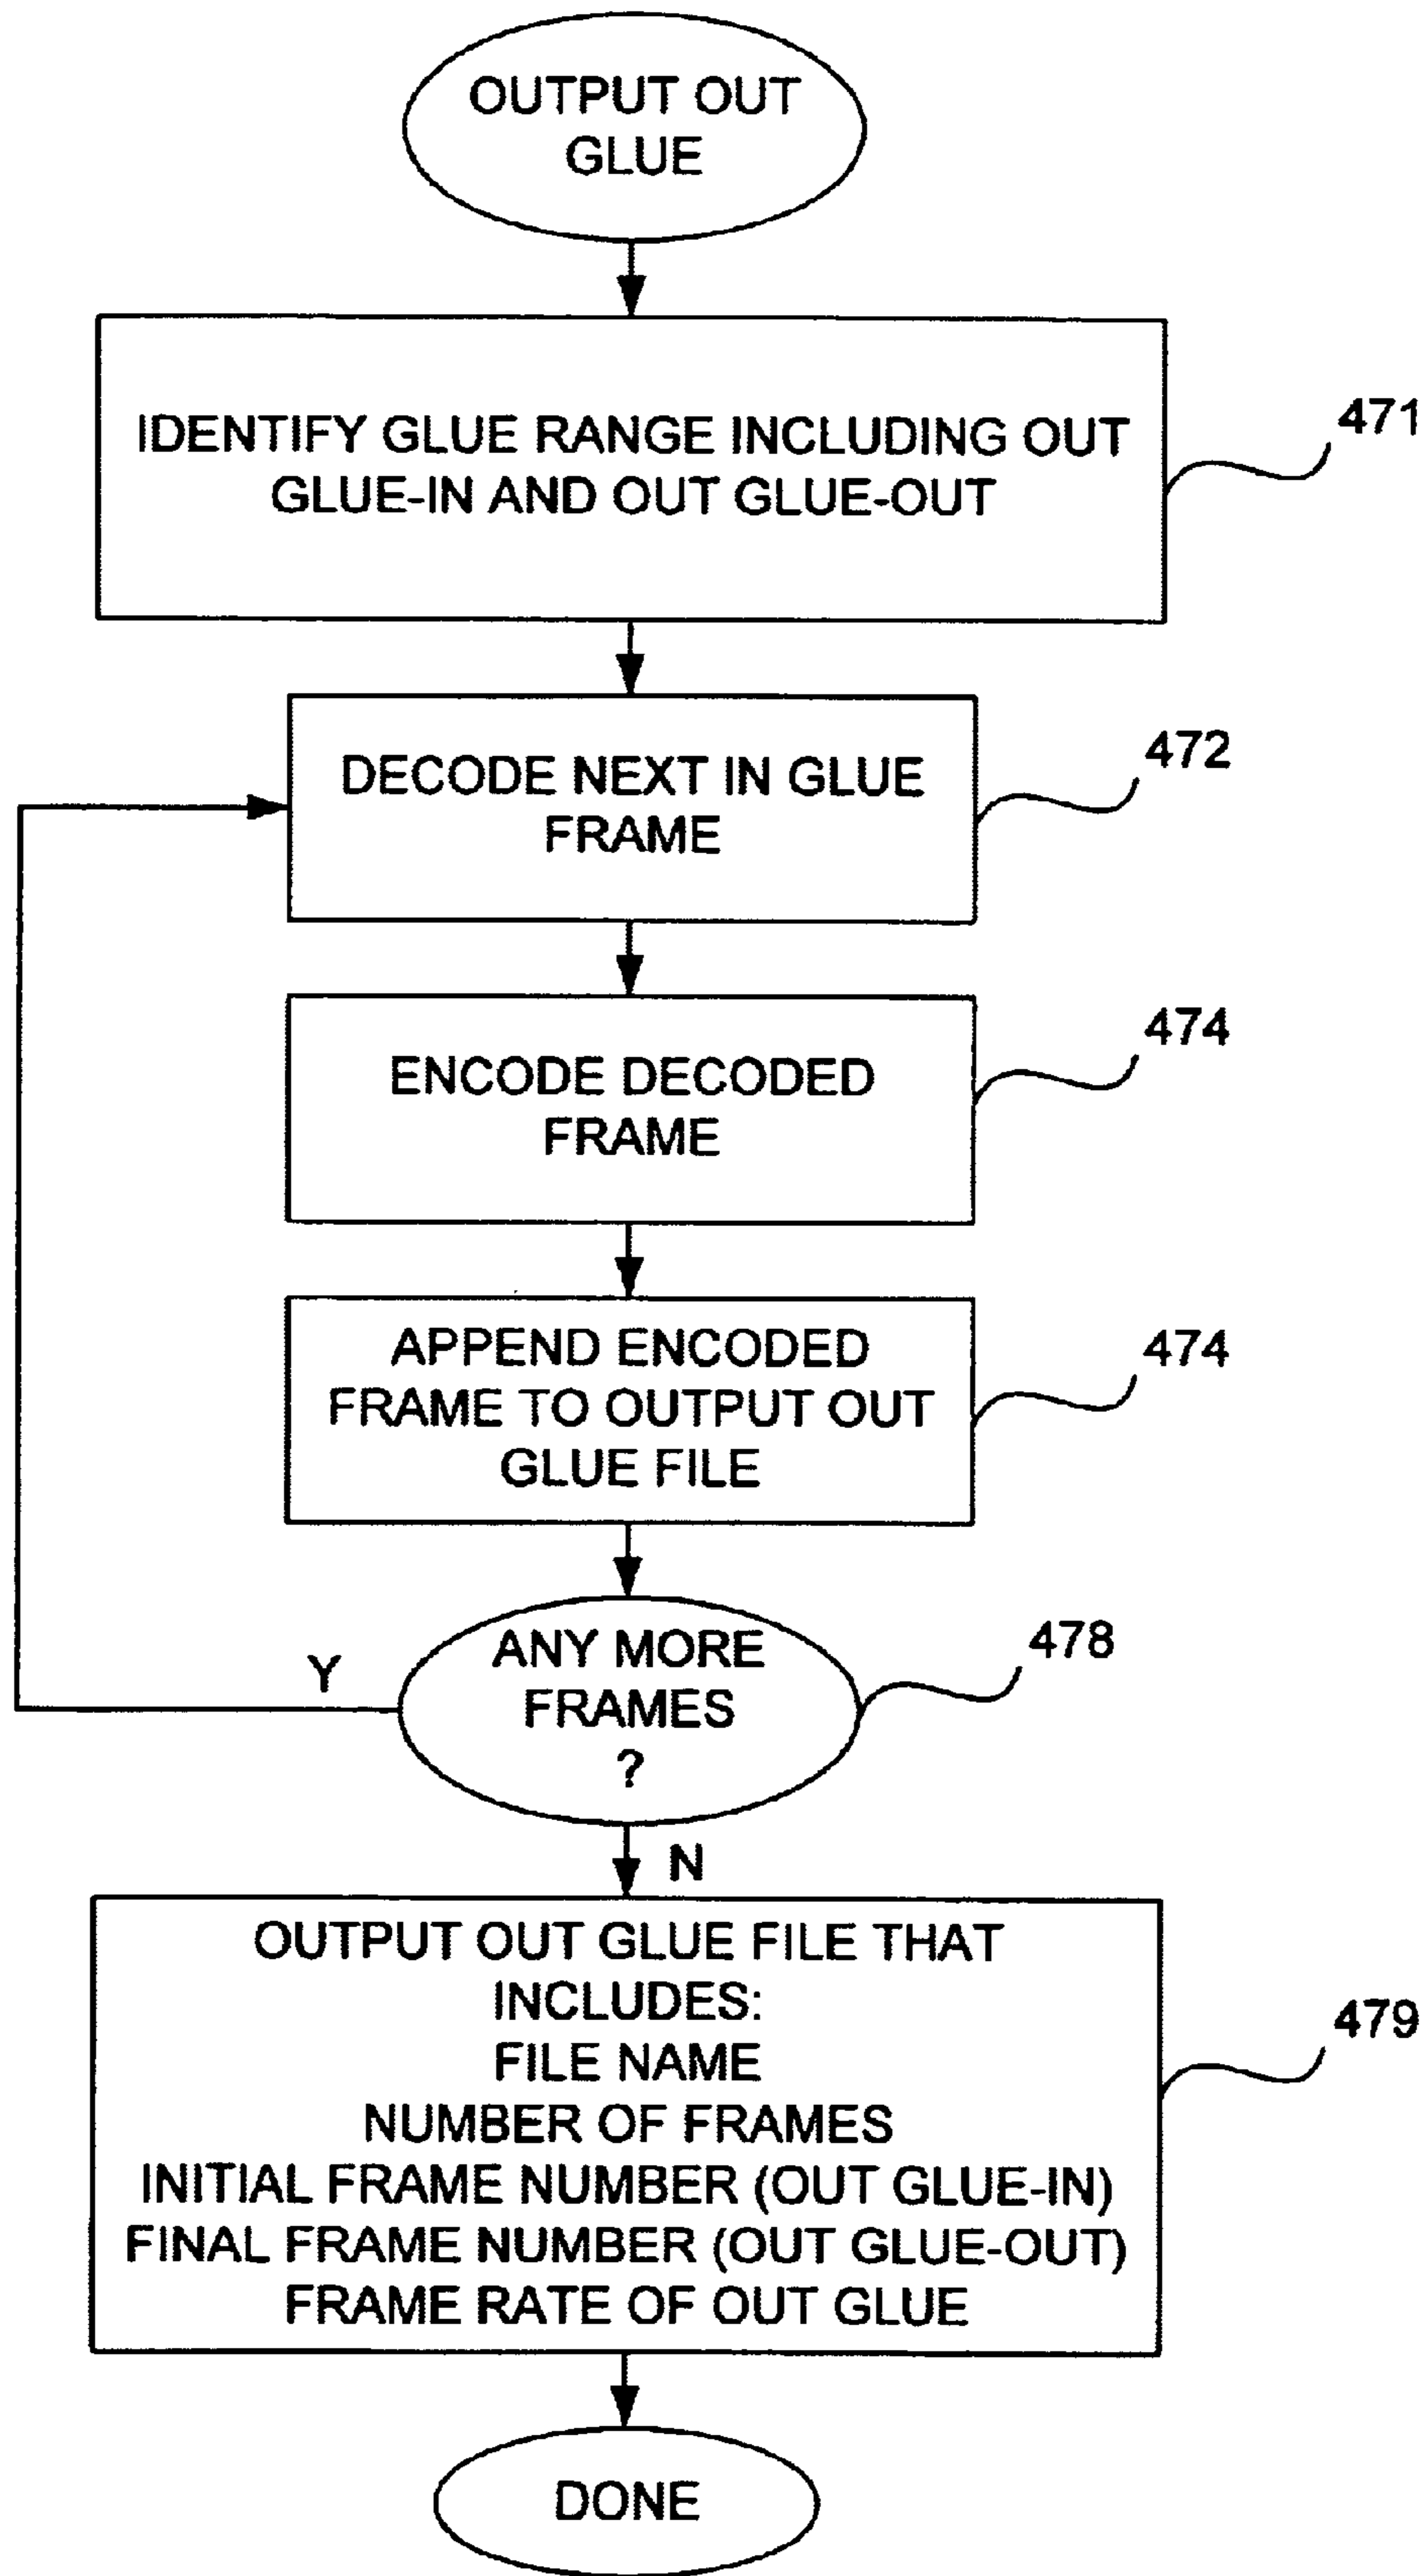 OUTPUT OUT
GLUE
IDENTIFY GLUE RANGE INCLUDING OUT
GLUE-IN AND OUT GLUE-OUT
471
DECODE NEXT IN GLUE
FRAME
472
ENCODE DECODED
FRAME
474
APPEND ENCODED
FRAME TO OUTPUT OUT
GLUE FILE
474
ANY MORE
FRAMES
?
478
Y
N
OUTPUT OUT GLUE FILE THAT
INCLUDES:
FILE NAME
NUMBER OF FRAMES
INITIAL FRAME NUMBER (OUT GLUE-IN)
FINAL FRAME NUMBER (OUT GLUE-OUT)
FRAME RATE OF OUT GLUE
479
DONE